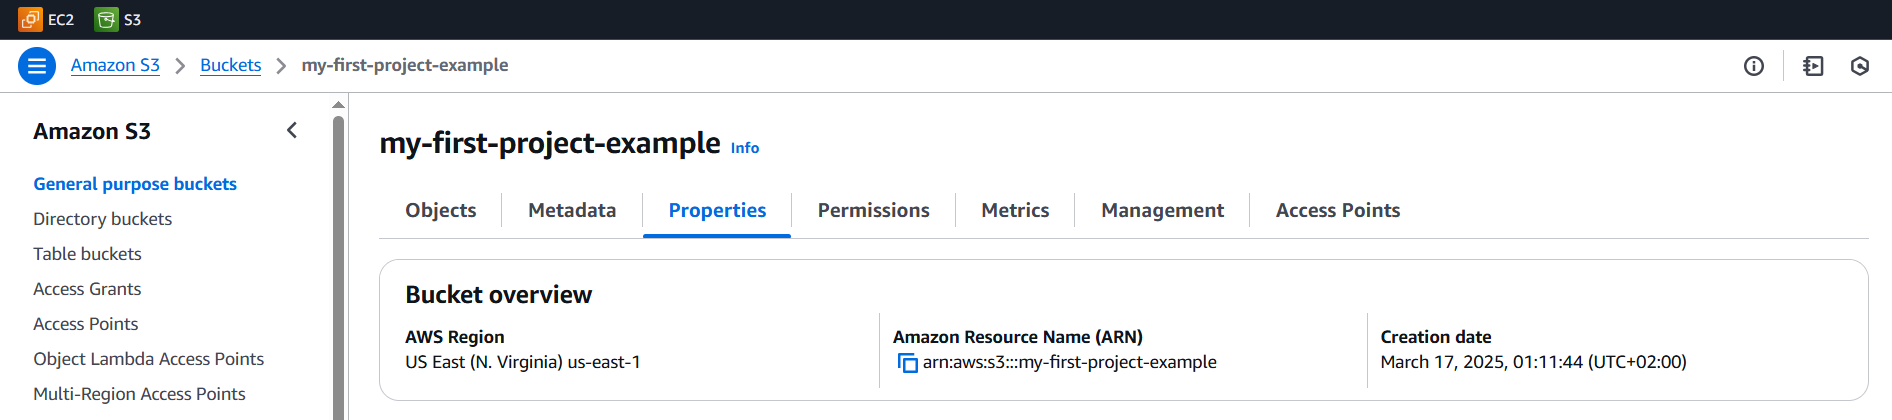 EC2 S3
Amazon S3 Buckets my-first-project-example
Amazon S3
General purpose buckets
Directory buckets
Table buckets
Access Grants
Access Points
Object Lambda Access Points
Multi-Region Access Points
my-first-project-example Info
Objects Metadata Properties Permissions Metrics Management Access Points
Bucket overview
AWS Region
US East (N. Virginia) us-east-1
Amazon Resource Name (ARN)
arn:aws:s3:::my-first-project-example
Creation date
March 17, 2025, 01:11:44 (UTC+02:00)